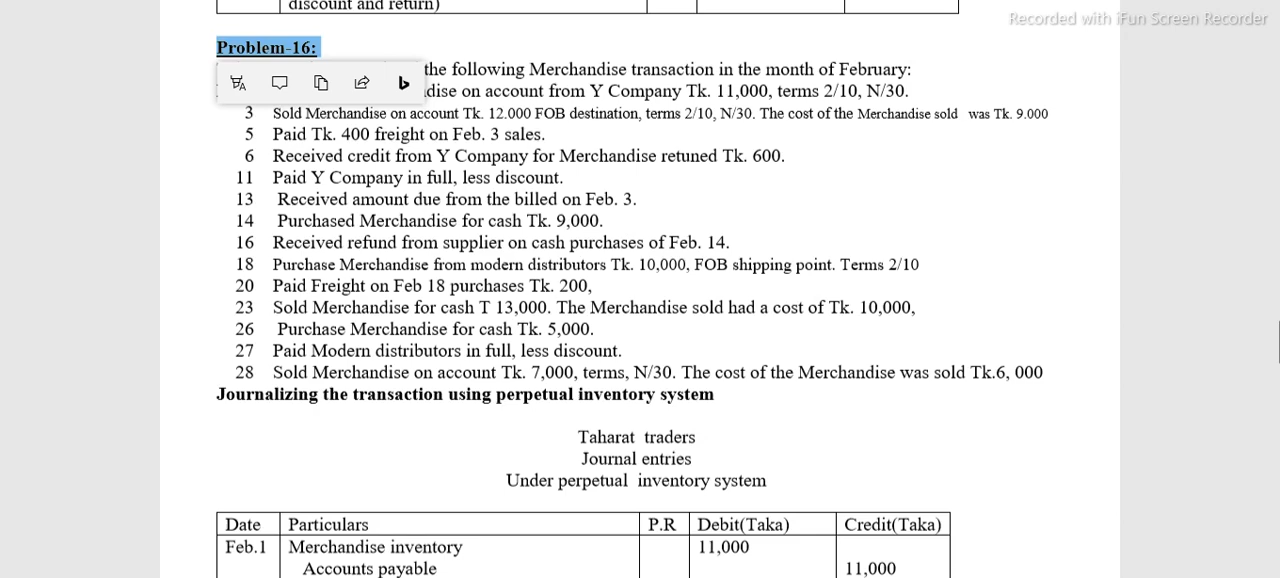 discount and return)
Recorded with iFun Screen Recorder
Problem-16:
the following Merchandise transaction in the month of February:
dise on account from Y Company Tk. 11,000, terms 2/10, N/30.
3 Sold Merchandise on account Tk. 12.000 FOB destination, terms 2/10, N/30. The cost of the Merchandise sold was Tk. 9.000
5 Paid Tk. 400 freight on Feb. 3 sales.
6 Received credit from Y Company for Merchandise retuned Tk. 600.
11 Paid Y Company in full, less discount.
13 Received amount due from the billed on Feb. 3.
14 Purchased Merchandise for cash Tk. 9,000.
16 Received refund from supplier on cash purchases of Feb. 14.
18 Purchase Merchandise from modern distributors Tk. 10,000, FOB shipping point. Terms 2/10
20 Paid Freight on Feb 18 purchases Tk. 200,
23 Sold Merchandise for cash T 13,000. The Merchandise sold had a cost of Tk. 10,000,
26 Purchase Merchandise for cash Tk. 5,000.
27 Paid Modern distributors in full, less discount.
28 Sold Merchandise on account Tk. 7,000, terms, N/30. The cost of the Merchandise was sold Tk.6, 000
Journalizing the transaction using perpetual inventory system
Taharat traders
Journal entries
Under perpetual inventory system
Date Particulars P.R Debit(Taka) Credit(Taka)
Feb.1 Merchandise inventory 11,000
Accounts payable 11,000